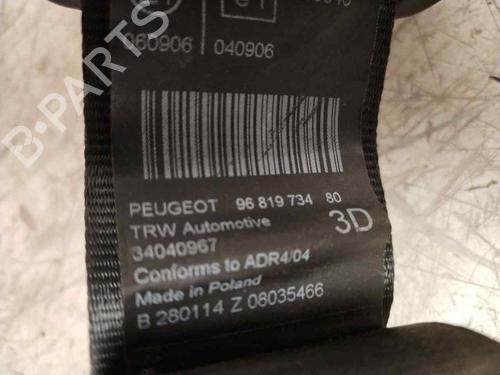 060906 040906
PEUGEOT 96 819 734 80
TRW Automotive 3D
34040967
Conforms to ADR4/04
Made in Poland
B 280114 Z 08035466
B-Parts